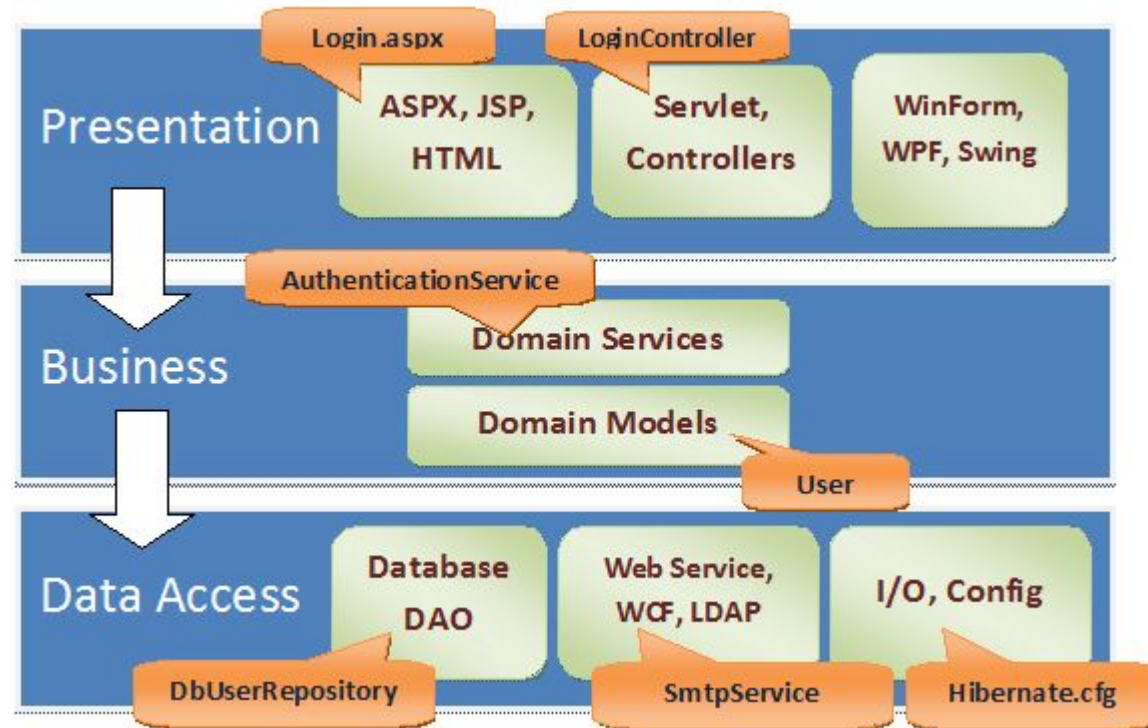 Login.aspx
LoginController
Presentation
ASPX, JSP,
HTML
Servlet,
Controllers
WinForm,
WPF, Swing
AuthenticationService
Business
Domain Services
Domain Models
User
Data Access
Database
DAO
Web Service,
WCF, LDAP
I/O, Config
DbUserRepository
SmtpService
Hibernate.cfg